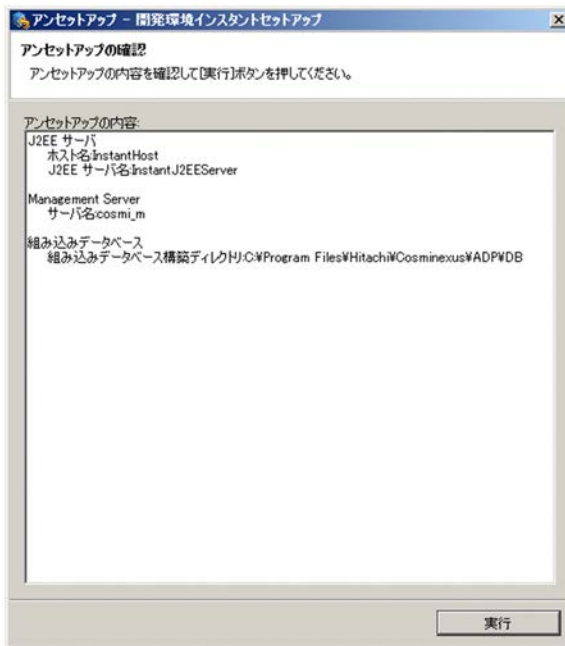 アンセットアップ - 開発環境インスタントセットアップ
アンセットアップの確認
アンセットアップの内容を確認して[実行]ボタンを押してください。
アンセットアップの内容:
J2EE サーバ
ホスト名:InstantHost
J2EE サーバ名:InstantJ2EEServer
Management Server
サーバ名:cosmi_m
組み込みデータベース
組み込みデータベース構築ディレクトリ:C:¥Program Files¥Hitachi¥Cosminexus¥ADP¥DB
実行